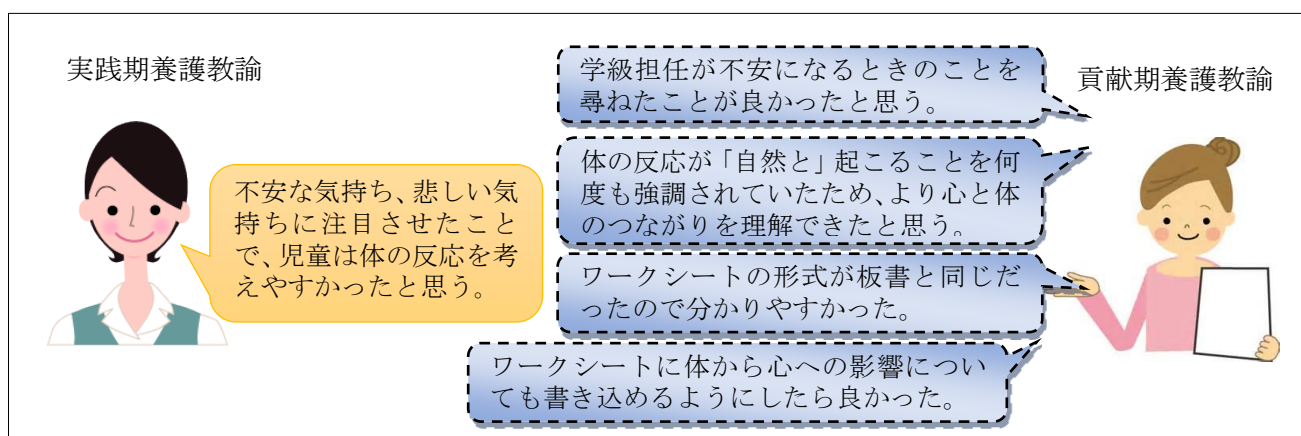 実践期養護教諭
不安な気持ち、悲しい気
持ちに注目させたこと
で、児童は体の反応を考
えやすかったと思う。
貢献期養護教諭
学級担任が不安になるときのことを
尋ねたことが良かったと思う。
体の反応が「自然と」起こることを何
度も強調されていたため、より心と体
のつながりを理解できたと思う。
ワークシートの形式が板書と同じだ
ったので分かりやすかった。
ワークシートに体から心への影響につい
ても書き込めるようにしたら良かった。